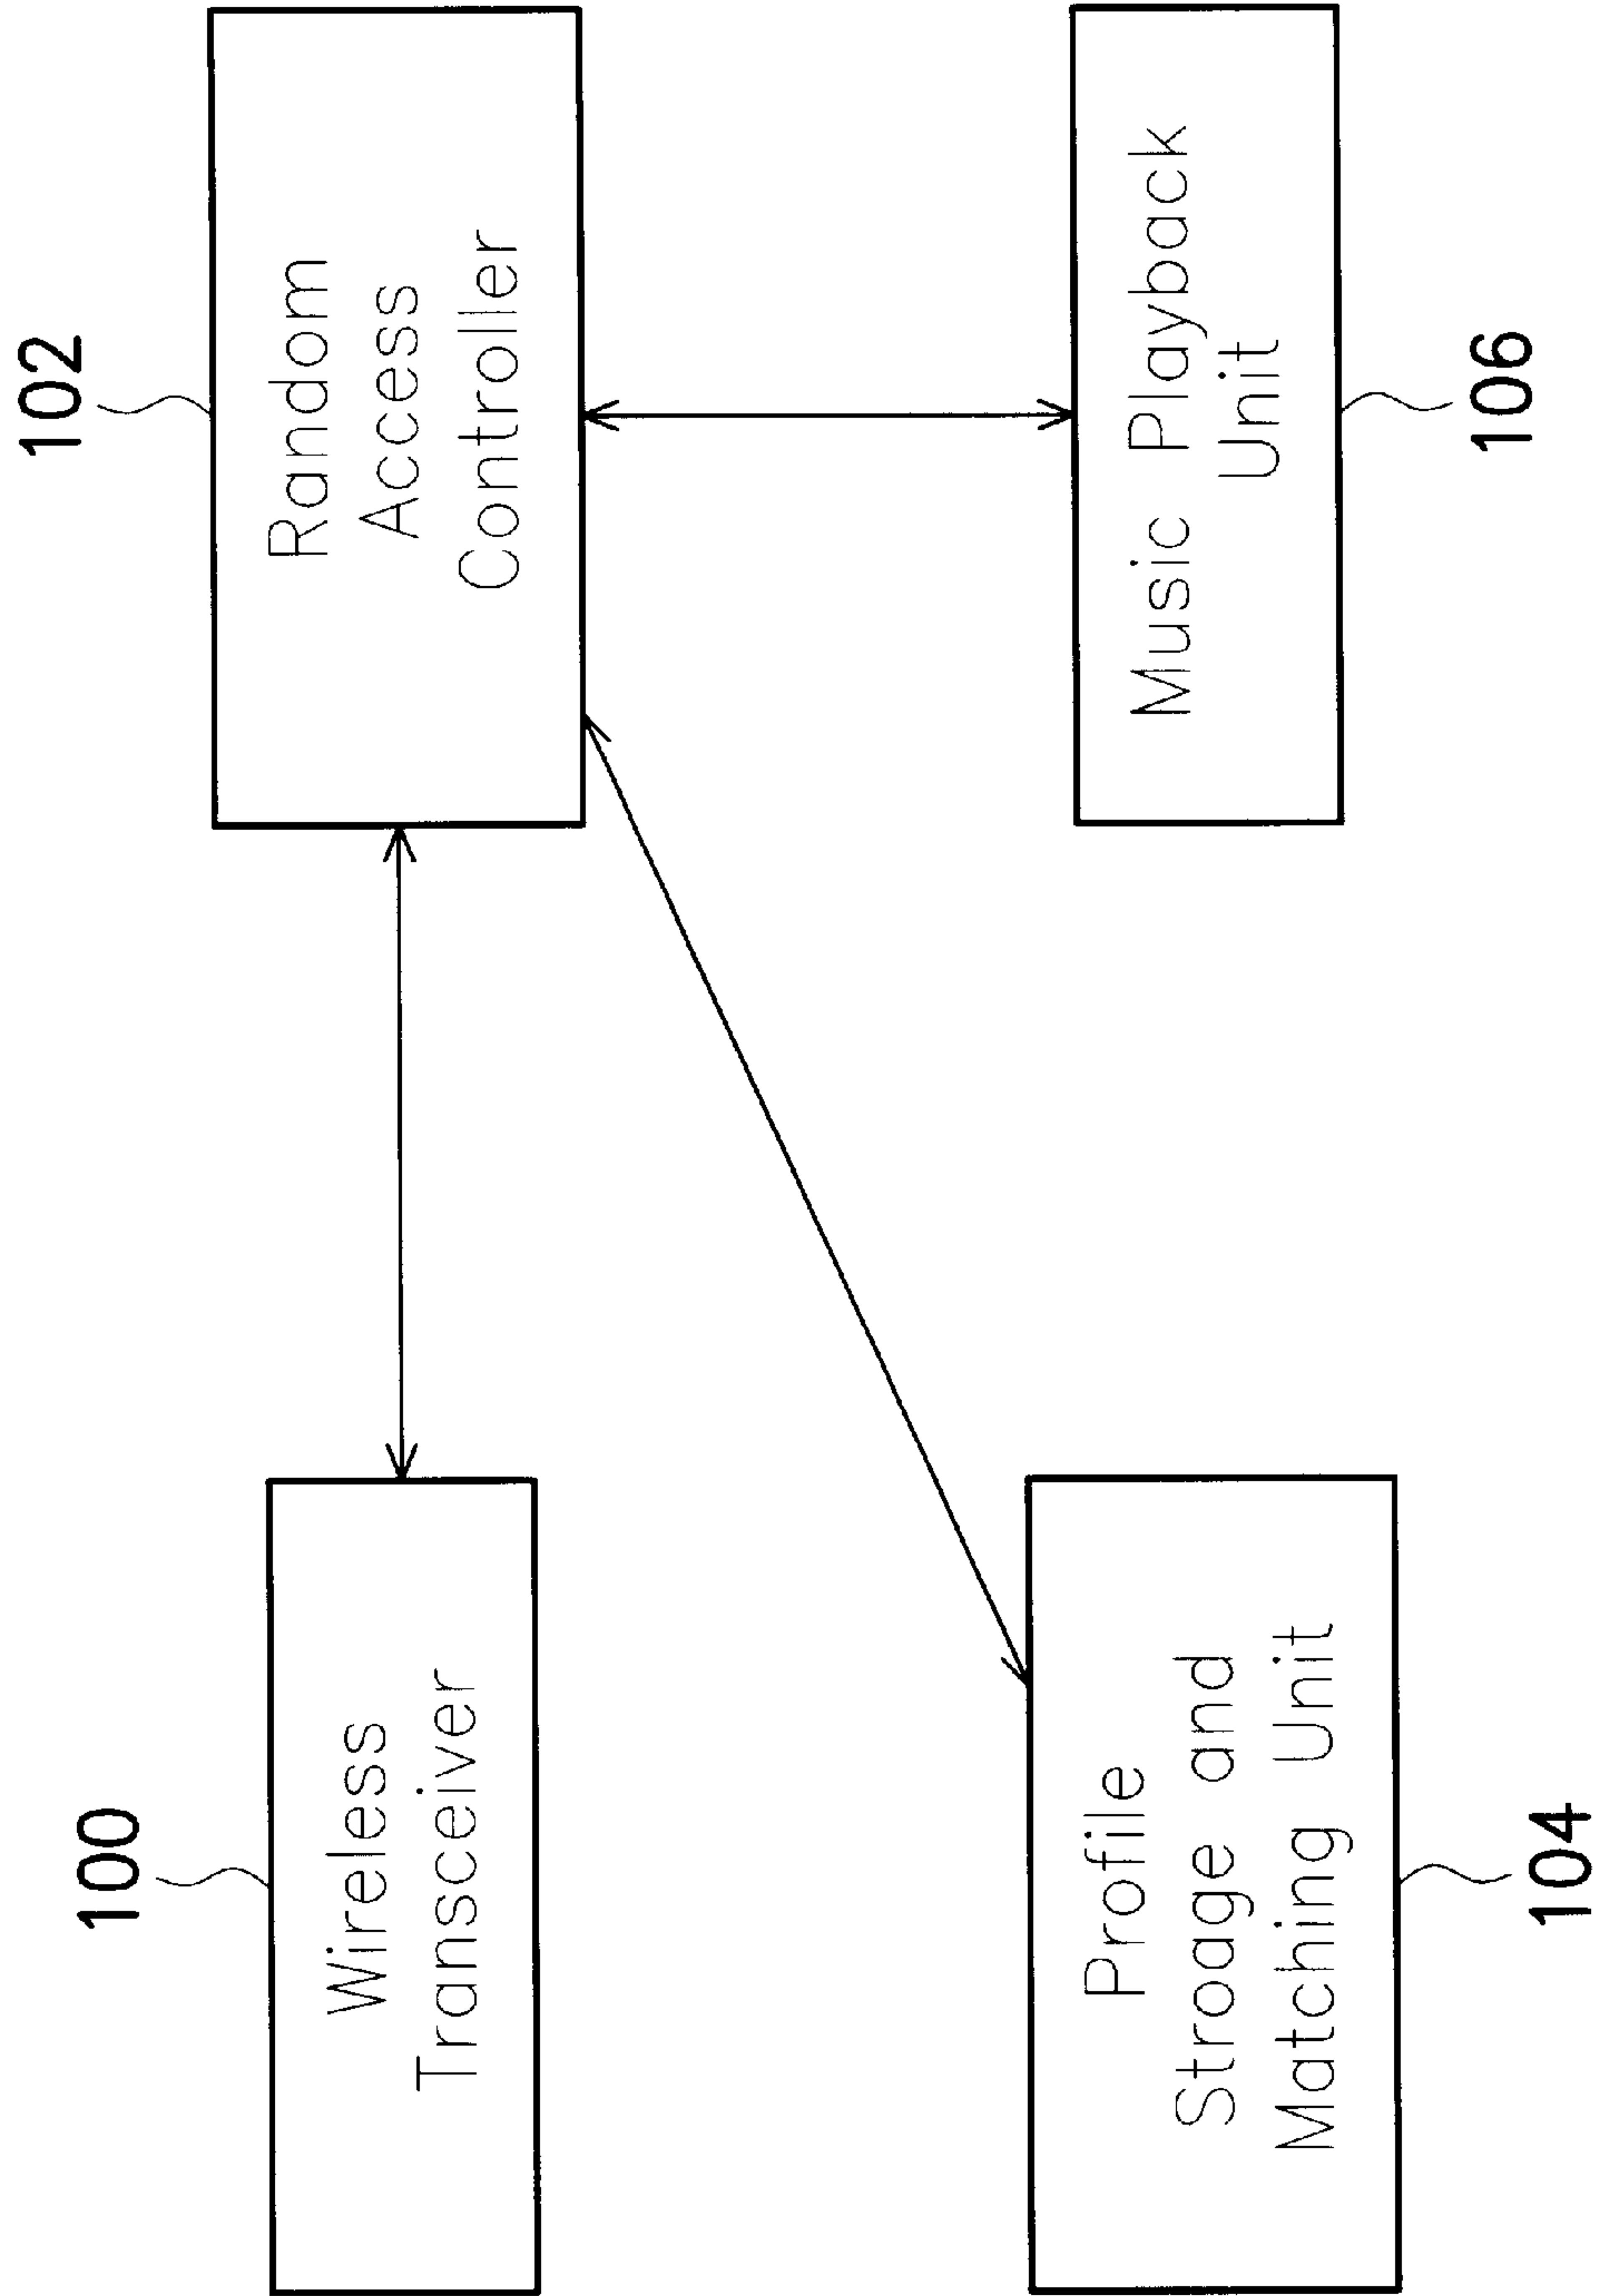 100
Wireless
Transceiver
102
Random
Access
Controller
Profile
Stroage and
Matching Unit
104
Music Playback
Unit
106